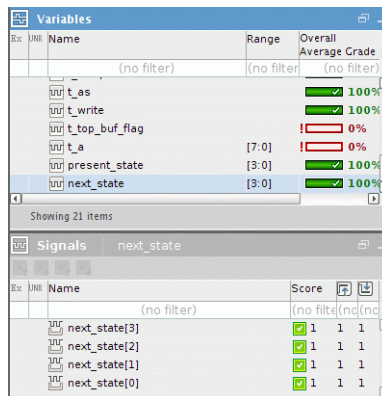 Variables
Ex UNR Name Range Overall
Average Grade
(no filter) (no filter (no filter)
t_as 100%
t_write 100%
t_top_buf_flag ! 0%
t_a [7:0] ! 0%
present_state [3:0] 100%
next_state [3:0] 100%
Showing 21 items
Signals next_state
Ex UNR Name Score
(no filter) (no filte (nc (nc
next_state[3] 1 1 1
next_state[2] 1 1 1
next_state[1] 1 1 1
next_state[0] 1 1 1